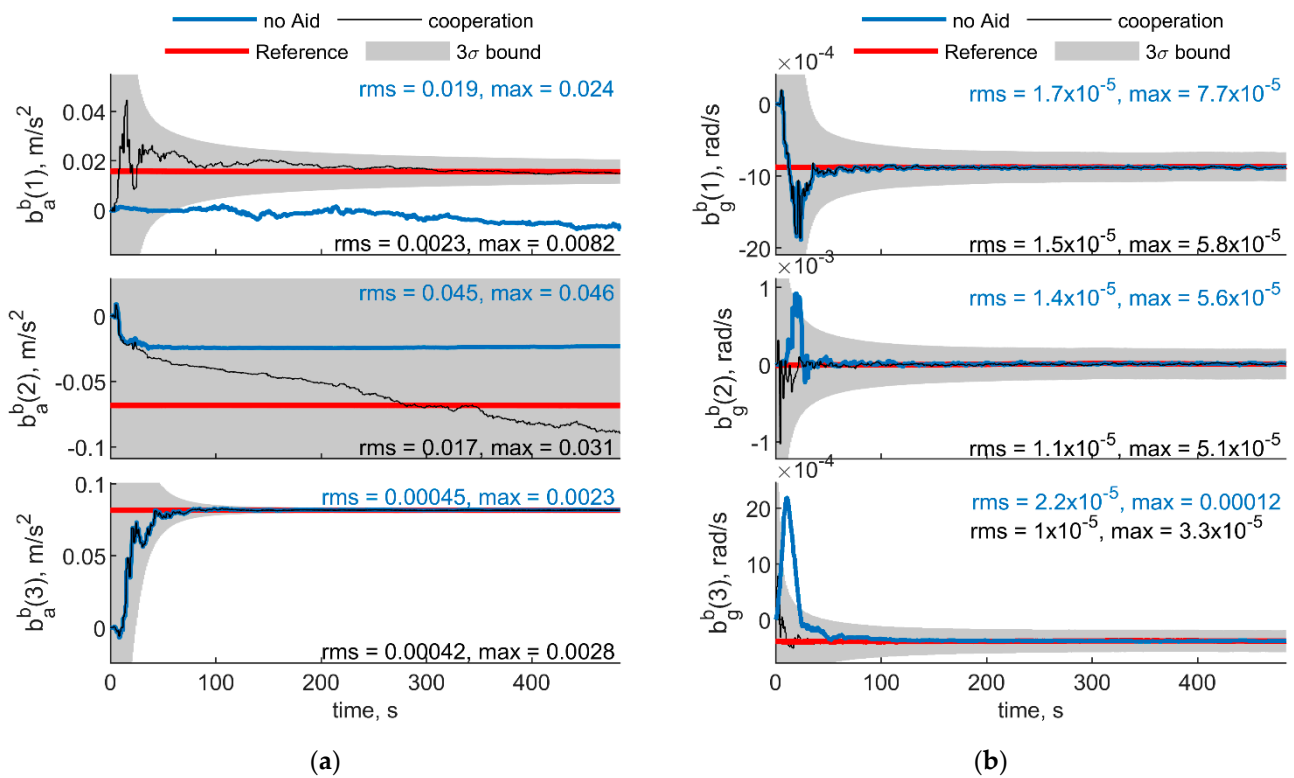 no Aid cooperation
Reference 3σ bound
b_a^b(1), m/s^2
0.04
0.02
0
rms = 0.019, max = 0.024
rms = 0.0023, max = 0.0082
b_a^b(2), m/s^2
0
-0.05
-0.1
rms = 0.045, max = 0.046
rms = 0.017, max = 0.031
b_a^b(3), m/s^2
0.1
0.05
0
rms = 0.00045, max = 0.0023
rms = 0.00042, max = 0.0028
0 100 200 300 400
time, s
(a)
no Aid cooperation
Reference 3σ bound
×10^-4
b_g^b(1), rad/s
0
-10
-20
rms = 1.7x10^-5, max = 7.7x10^-5
rms = 1.5x10^-5, max = 5.8x10^-5
×10^-3
b_g^b(2), rad/s
1
0
-1
rms = 1.4x10^-5, max = 5.6x10^-5
rms = 1.1x10^-5, max = 5.1x10^-5
×10^-4
b_g^b(3), rad/s
20
10
0
rms = 2.2x10^-5, max = 0.00012
rms = 1x10^-5, max = 3.3x10^-5
0 100 200 300 400
time, s
(b)